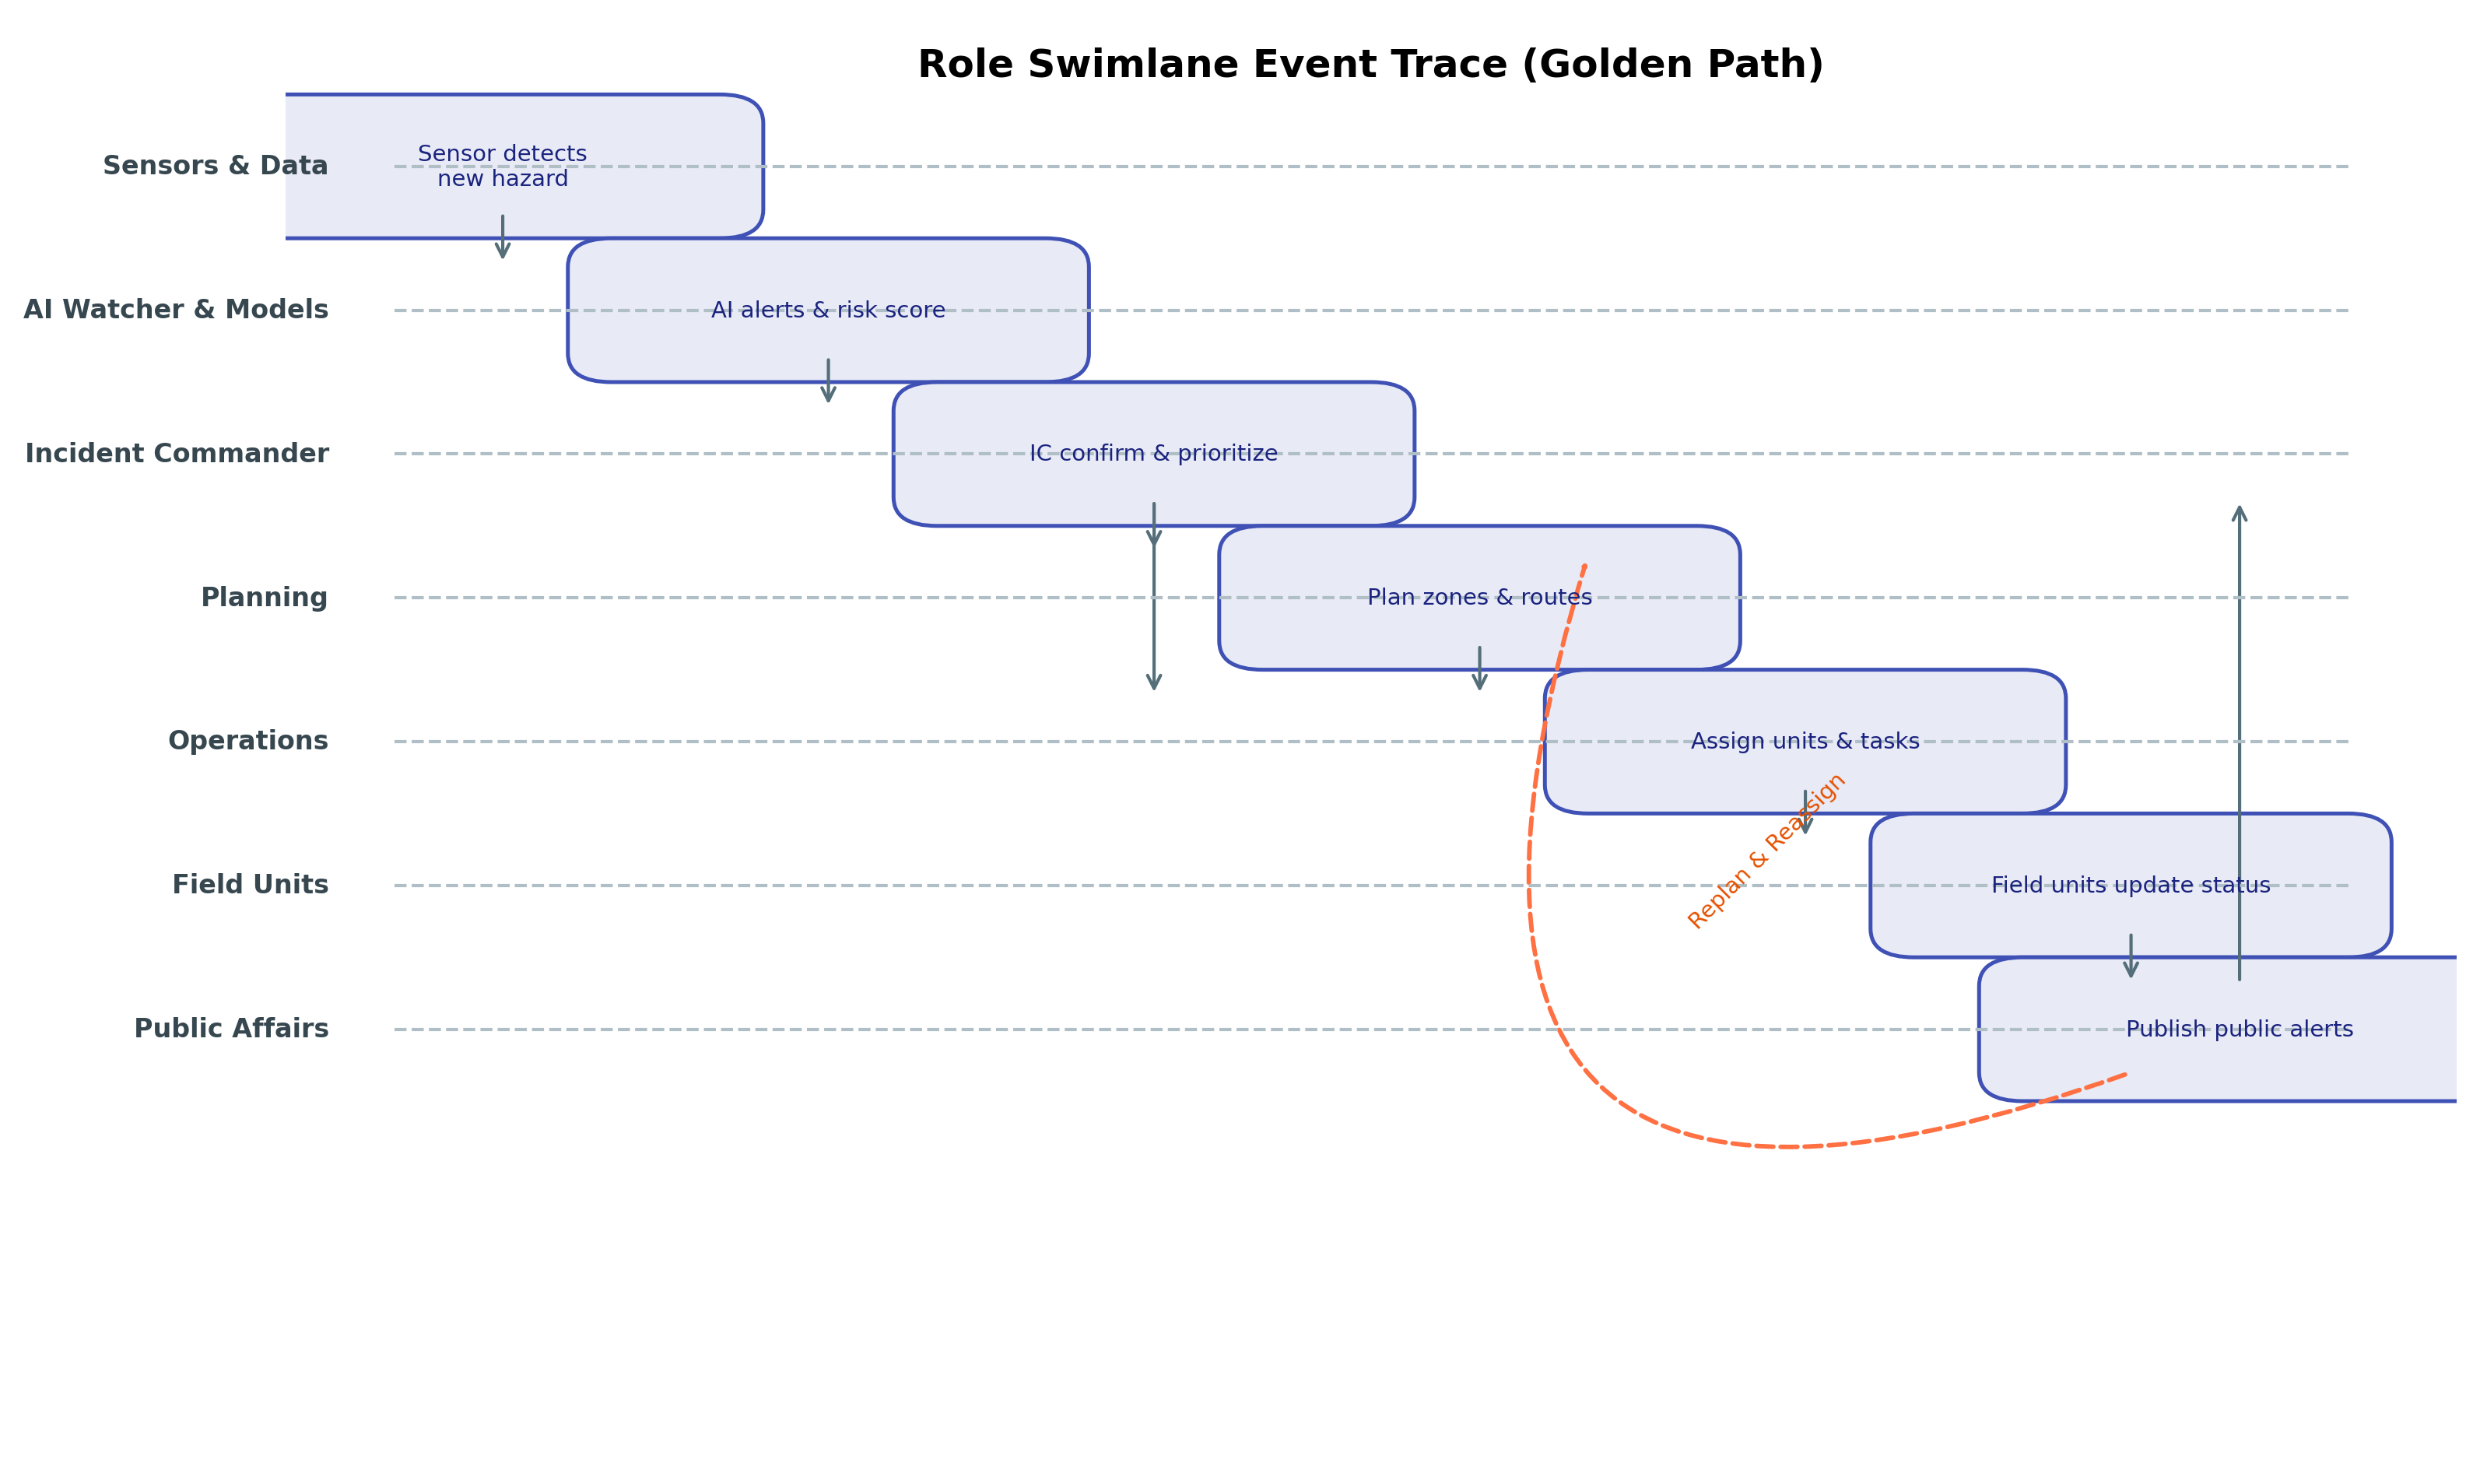 Role Swimlane Event Trace (Golden Path)
Sensors & Data
Sensor detects
new hazard
AI Watcher & Models
AI alerts & risk score
Incident Commander
IC confirm & prioritize
Planning
Plan zones & routes
Operations
Assign units & tasks
Replan & Reassign
Field Units
Field units update status
Public Affairs
Publish public alerts